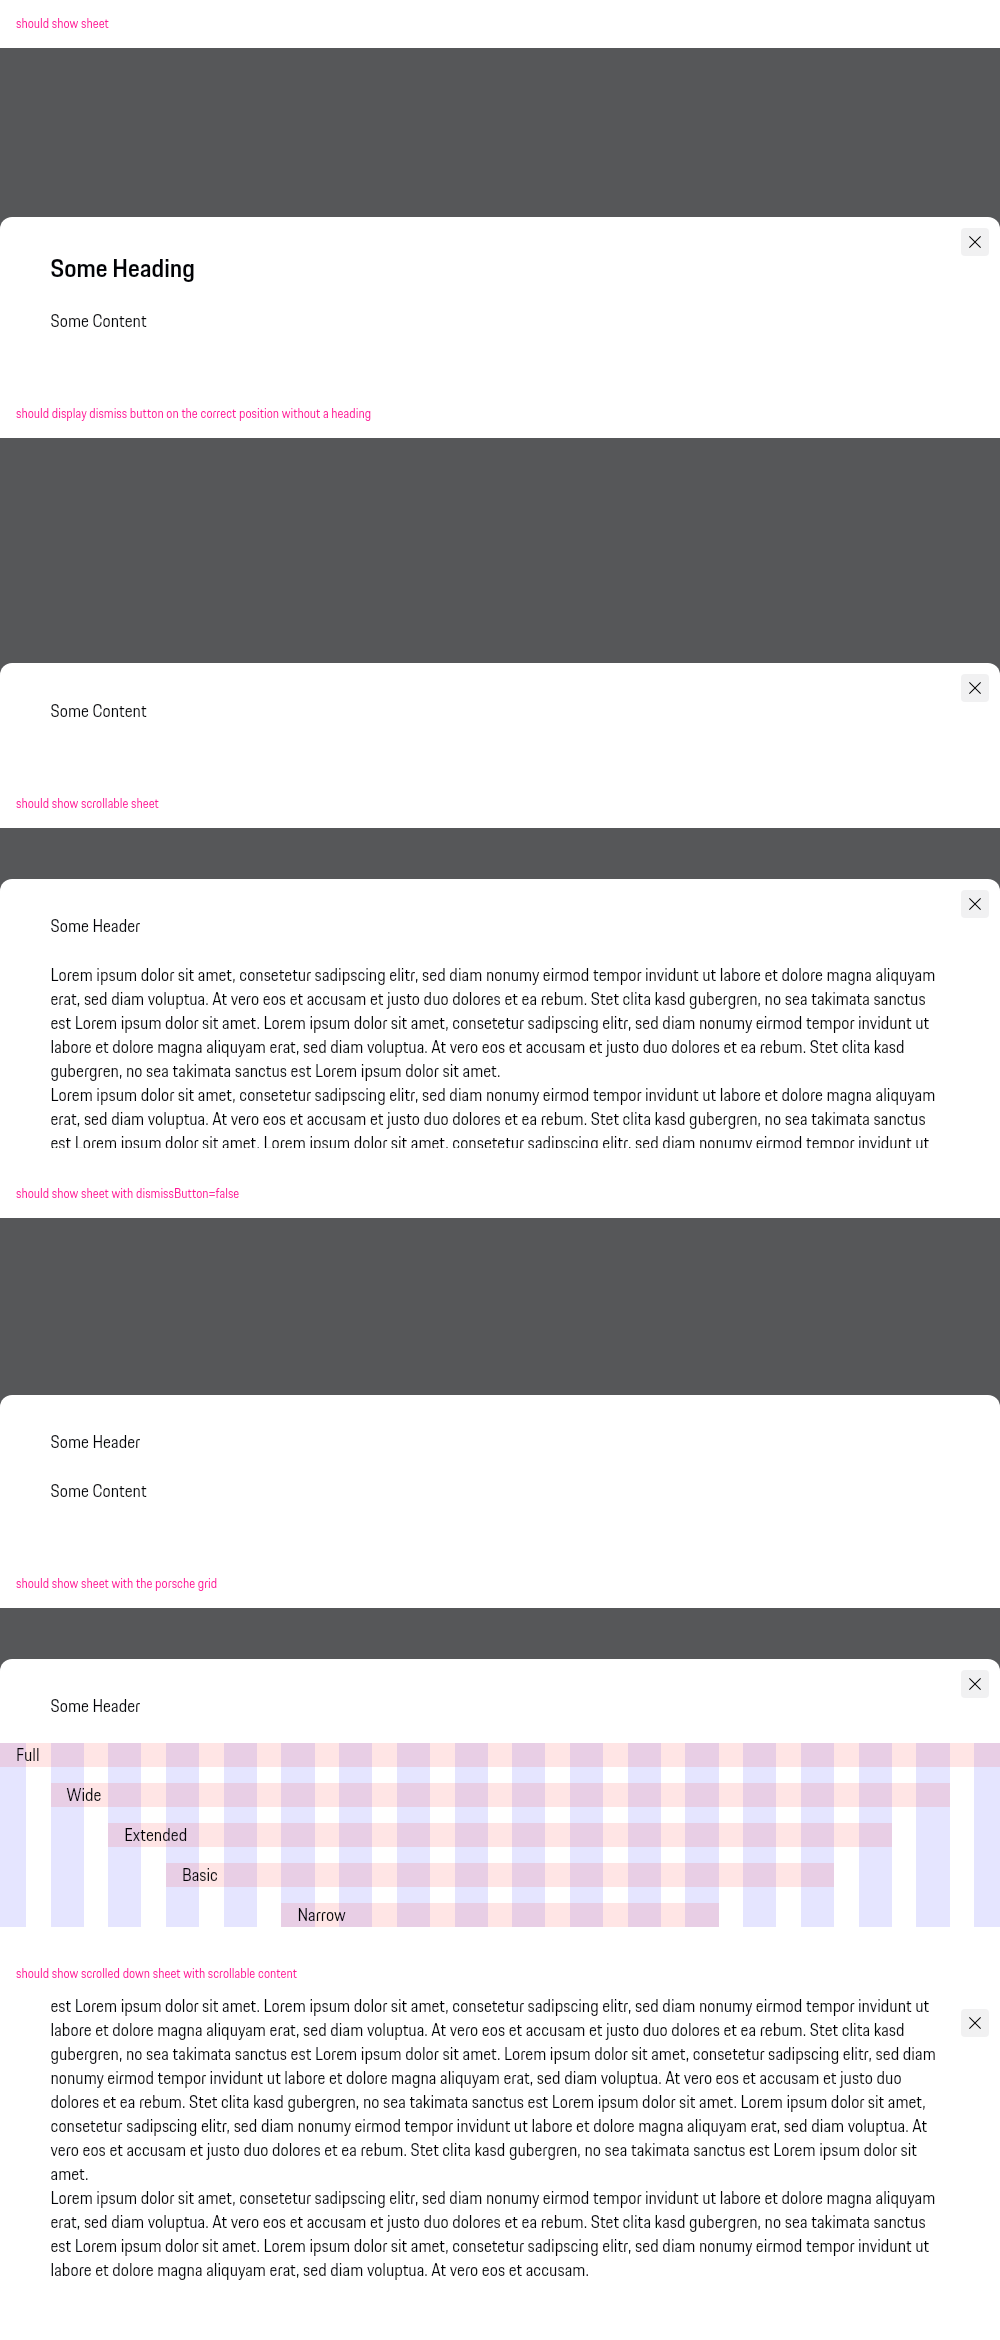 should show sheet
Some Heading
Some Content
should display dismiss button on the correct position without a heading
Some Content
should show scrollable sheet
Some Header
Lorem ipsum dolor sit amet, consetetur sadipscing elitr, sed diam nonumy eirmod tempor invidunt ut labore et dolore magna aliquyam
erat, sed diam voluptua. At vero eos et accusam et justo duo dolores et ea rebum. Stet clita kasd gubergren, no sea takimata sanctus
est Lorem ipsum dolor sit amet. Lorem ipsum dolor sit amet, consetetur sadipscing elitr, sed diam nonumy eirmod tempor invidunt ut
labore et dolore magna aliquyam erat, sed diam voluptua. At vero eos et accusam et justo duo dolores et ea rebum. Stet clita kasd
gubergren, no sea takimata sanctus est Lorem ipsum dolor sit amet.
Lorem ipsum dolor sit amet, consetetur sadipscing elitr, sed diam nonumy eirmod tempor invidunt ut labore et dolore magna aliquyam
erat, sed diam voluptua. At vero eos et accusam et justo duo dolores et ea rebum. Stet clita kasd gubergren, no sea takimata sanctus
est Lorem ipsum dolor sit amet. Lorem ipsum dolor sit amet, consetetur sadipscing elitr, sed diam nonumy eirmod tempor invidunt ut
should show sheet with dismissButton=false
Some Header
Some Content
should show sheet with the porsche grid
Some Header
Full
Wide
Extended
Basic
Narrow
should show scrolled down sheet with scrollable content
est Lorem ipsum dolor sit amet. Lorem ipsum dolor sit amet, consetetur sadipscing elitr, sed diam nonumy eirmod tempor invidunt ut
labore et dolore magna aliquyam erat, sed diam voluptua. At vero eos et accusam et justo duo dolores et ea rebum. Stet clita kasd
gubergren, no sea takimata sanctus est Lorem ipsum dolor sit amet. Lorem ipsum dolor sit amet, consetetur sadipscing elitr, sed diam
nonumy eirmod tempor invidunt ut labore et dolore magna aliquyam erat, sed diam voluptua. At vero eos et accusam et justo duo
dolores et ea rebum. Stet clita kasd gubergren, no sea takimata sanctus est Lorem ipsum dolor sit amet. Lorem ipsum dolor sit amet,
consetetur sadipscing elitr, sed diam nonumy eirmod tempor invidunt ut labore et dolore magna aliquyam erat, sed diam voluptua. At
vero eos et accusam et justo duo dolores et ea rebum. Stet clita kasd gubergren, no sea takimata sanctus est Lorem ipsum dolor sit
amet.
Lorem ipsum dolor sit amet, consetetur sadipscing elitr, sed diam nonumy eirmod tempor invidunt ut labore et dolore magna aliquyam
erat, sed diam voluptua. At vero eos et accusam et justo duo dolores et ea rebum. Stet clita kasd gubergren, no sea takimata sanctus
est Lorem ipsum dolor sit amet. Lorem ipsum dolor sit amet, consetetur sadipscing elitr, sed diam nonumy eirmod tempor invidunt ut
labore et dolore magna aliquyam erat, sed diam voluptua. At vero eos et accusam.